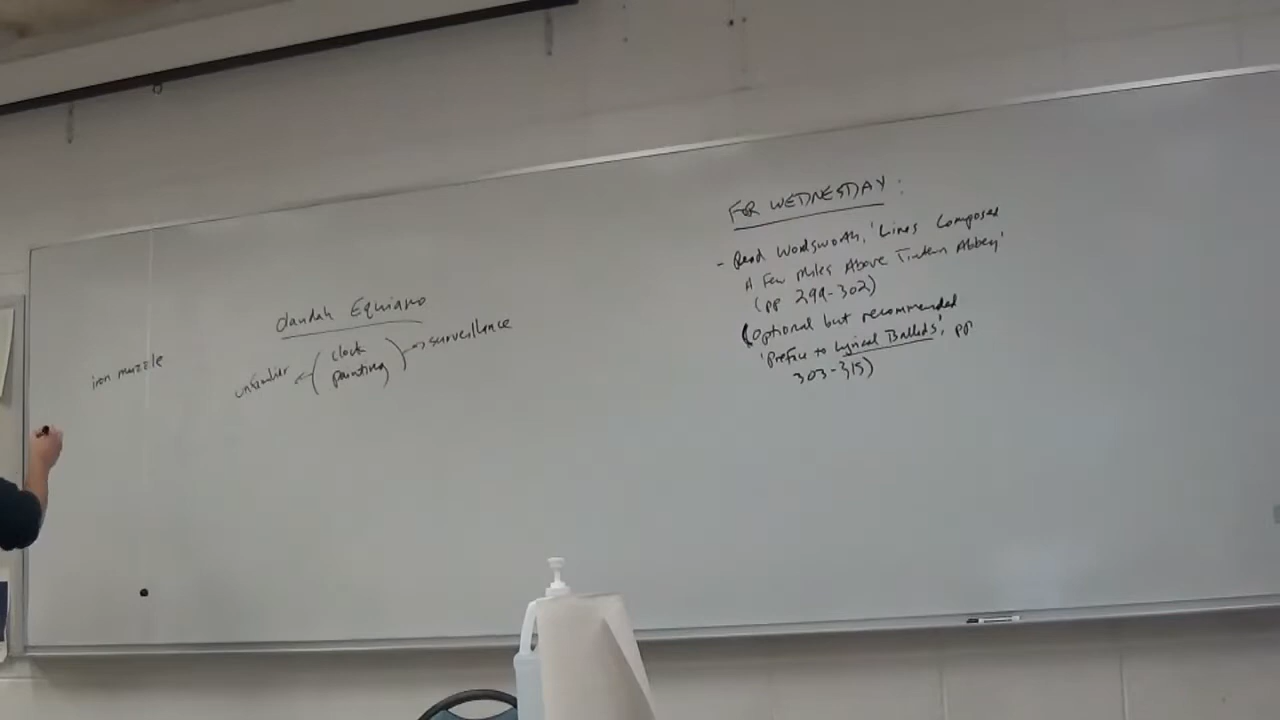 Olaudah Equiano
iron muzzle
unfamiliar ← ( clock
painting ) → surveillance
FOR WEDNESDAY:
- Read Wordsworth, 'Lines Composed
A Few Miles Above Tintern Abbey'
(pp 299-302)
(Optional but recommended
'Preface to Lyrical Ballads', pp
303-315)